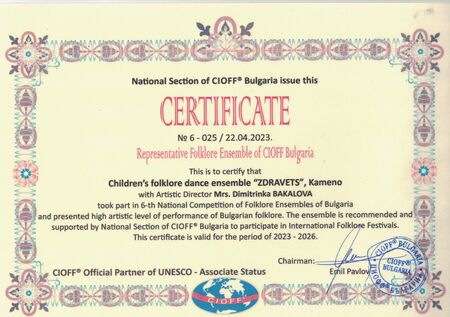 National Section of CIOFF® Bulgaria issue this
CERTIFICATE
№ 6 - 025 / 22.04.2023.
Representative Folklore Ensemble of CIOFF Bulgaria
This is to certify that
Children's folklore dance ensemble “ZDRAVETS”, Kameno
with Artistic Director Mrs. Dimitrinka BAKALOVA
took part in 6-th National Competition of Folklore Ensembles of Bulgaria
and presented high artistic level of performance of Bulgarian folklore. The ensemble is recommended and
supported by National Section of CIOFF® Bulgaria to participate in International Folklore Festivals.
This certificate is valid for the period of 2023 - 2026.
Chairman:
Emil Pavlov
CIOFF® Official Partner of UNESCO - Associate Status
CIOFF®
CIOFF® BULGARIA
CIOFF®
BULGARIA